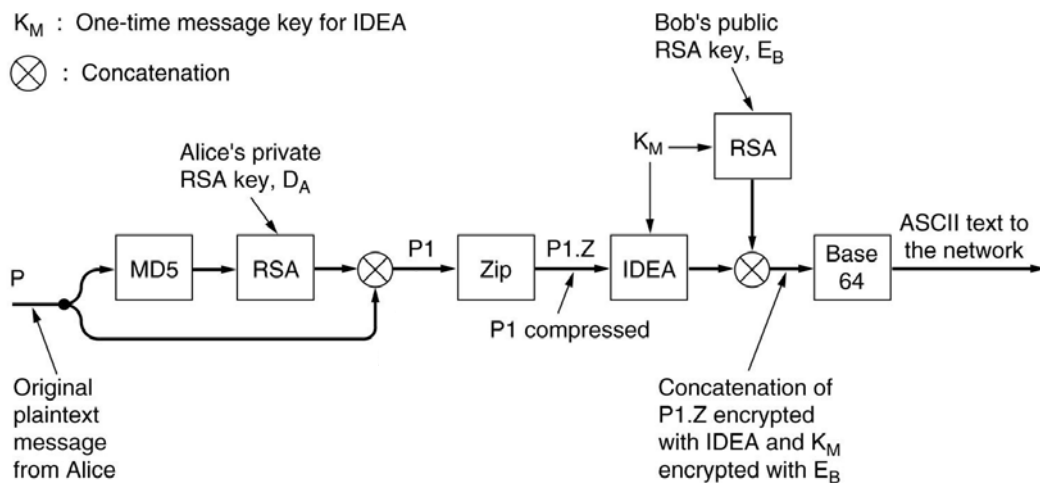 K_M : One-time message key for IDEA
⊗ : Concatenation
Bob's public
RSA key, E_B
Alice's private
RSA key, D_A
K_M
RSA
P
MD5
RSA
P1
Zip
P1.Z
IDEA
Base
64
ASCII text to
the network
P1 compressed
Original
plaintext
message
from Alice
Concatenation of
P1.Z encrypted
with IDEA and K_M
encrypted with E_B